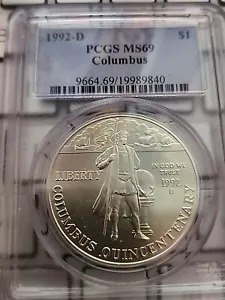 1992-D $1
PCGS MS69
Columbus
9664.69/19989840
LIBERTY
IN GOD WE
TRUST
1992
D
COLUMBUS QUINCENTENARY